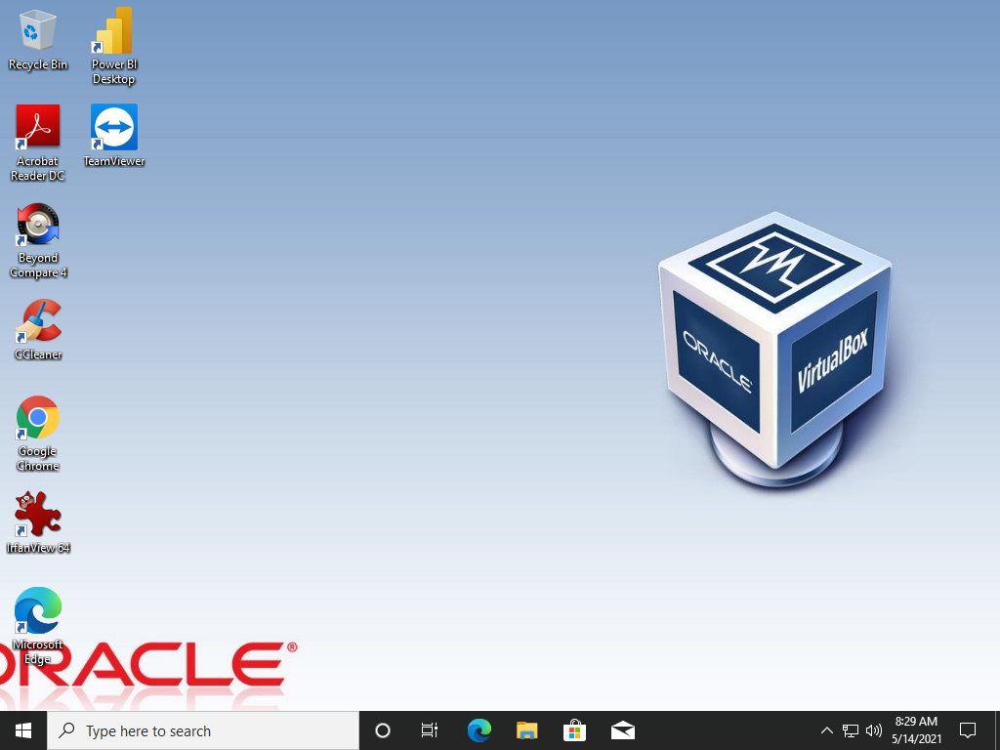 Recycle Bin
Power BI
Desktop
Acrobat
Reader DC
TeamViewer
Beyond
Compare 4
CCleaner
Google
Chrome
IrfanView 64
Microsoft
Edge
ORACLE
VirtualBox
ORACLE®
Type here to search
8:29 AM
5/14/2021